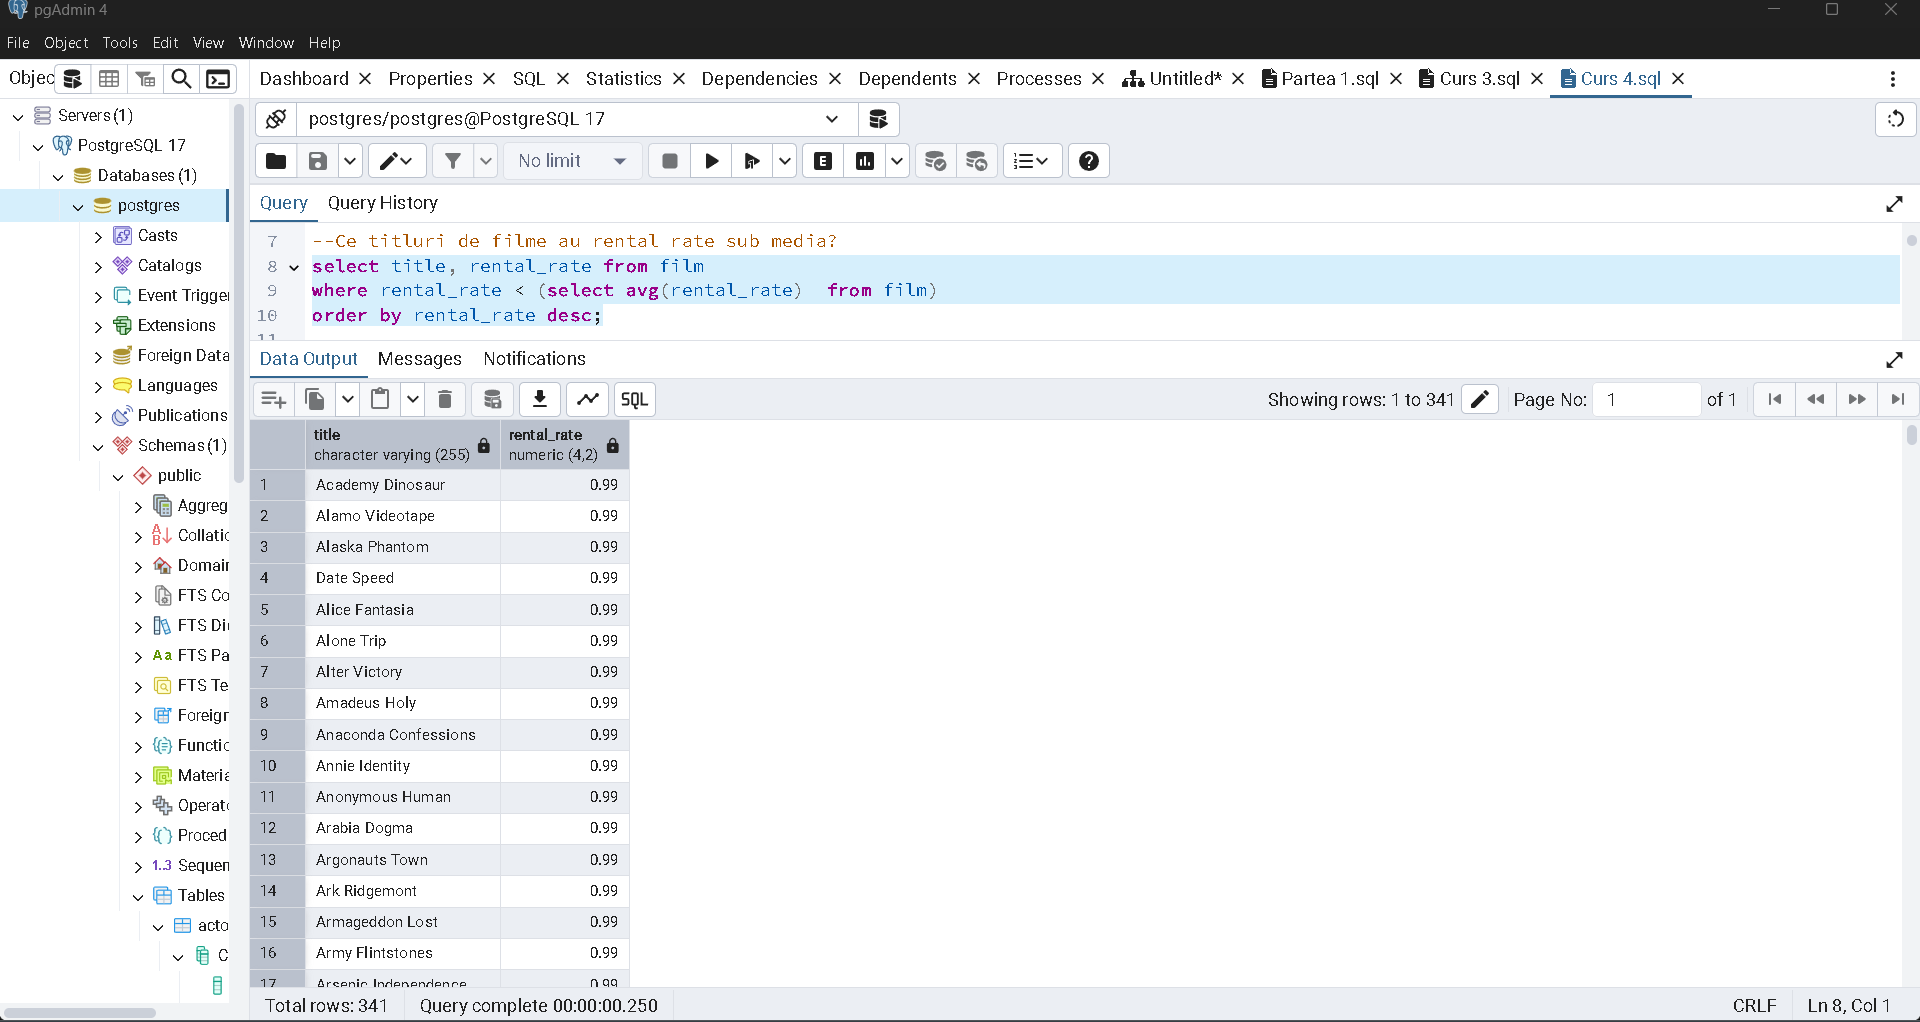 pgAdmin 4
File Object Tools Edit View Window Help
Objec
Dashboard Properties SQL Statistics Dependencies Dependents Processes Untitled* Partea 1.sql Curs 3.sql Curs 4.sql
Servers (1)
PostgreSQL 17
Databases (1)
postgres
Casts
Catalogs
Event Trigge
Extensions
Foreign Data
Languages
Publications
Schemas (1)
public
Aggreg
Collatio
Domain
FTS Co
FTS Di
Aa FTS Pa
FTS Te
Foreign
Functio
Materia
Operato
Proced
1..3 Sequen
Tables
acto
C
postgres/postgres@PostgreSQL 17
No limit
E
Query Query History
7 --Ce titluri de filme au rental rate sub media?
8 select title, rental_rate from film
9 where rental_rate < (select avg(rental_rate)  from film)
10 order by rental_rate desc;
11
Data Output Messages Notifications
SQL Showing rows: 1 to 341 Page No: 1 of 1
title rental_rate
character varying (255) numeric (4,2)
1 Academy Dinosaur 0.99
2 Alamo Videotape 0.99
3 Alaska Phantom 0.99
4 Date Speed 0.99
5 Alice Fantasia 0.99
6 Alone Trip 0.99
7 Alter Victory 0.99
8 Amadeus Holy 0.99
9 Anaconda Confessions 0.99
10 Annie Identity 0.99
11 Anonymous Human 0.99
12 Arabia Dogma 0.99
13 Argonauts Town 0.99
14 Ark Ridgemont 0.99
15 Armageddon Lost 0.99
16 Army Flintstones 0.99
17 Arsenic Independence 0.99
Total rows: 341 Query complete 00:00:00.250 CRLF Ln 8, Col 1